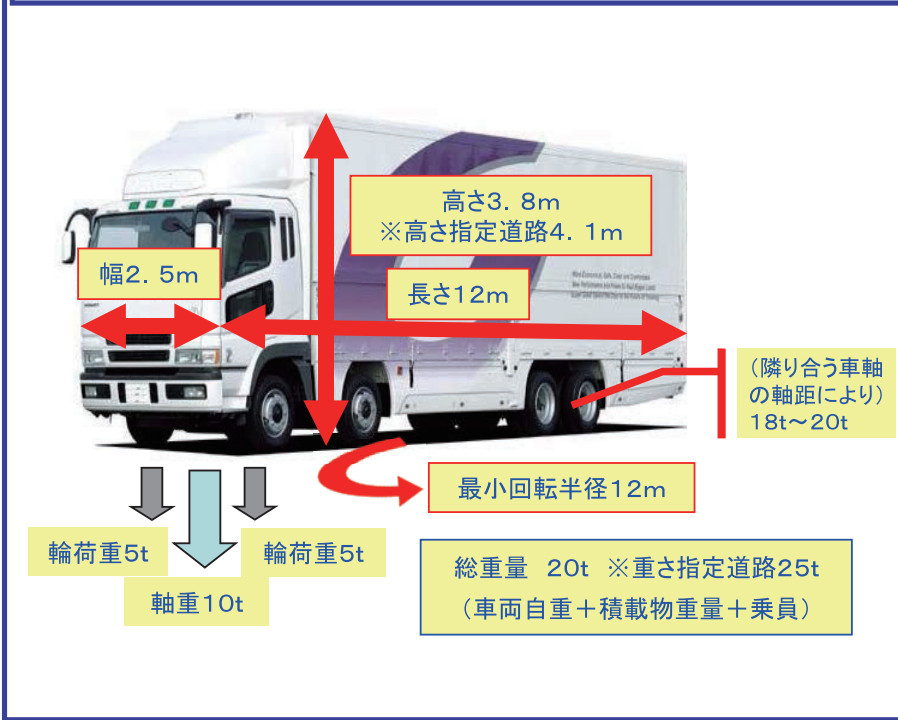 高さ3．8m
※高さ指定道路4．1m
幅2．5m
長さ12m
（隣り合う車軸
の軸距により）
18t～20t
最小回転半径12m
輪荷重5t
輪荷重5t
軸重10t
総重量　20t　※重さ指定道路25t
（車両自重＋積載物重量＋乗員）